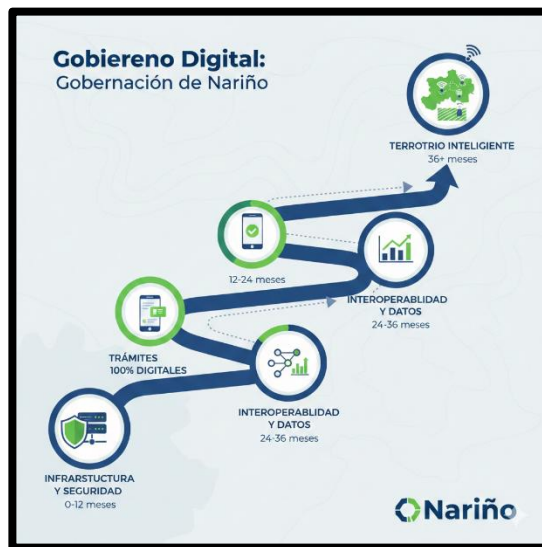 Gobiereno Digital:
Gobernación de Nariño
TERROTRIO INTELIGIENTE
36+ meses
12-24 meses
INTEROPERABLIDAD
Y DATOS
24-36 meses
TRÁMITES
100% DIGITALES
INTEROPERABLIDAD
Y DATOS
24-36 meses
INFRARSTUCTURA
Y SEGURIDAD
0-12 meses
Nariño